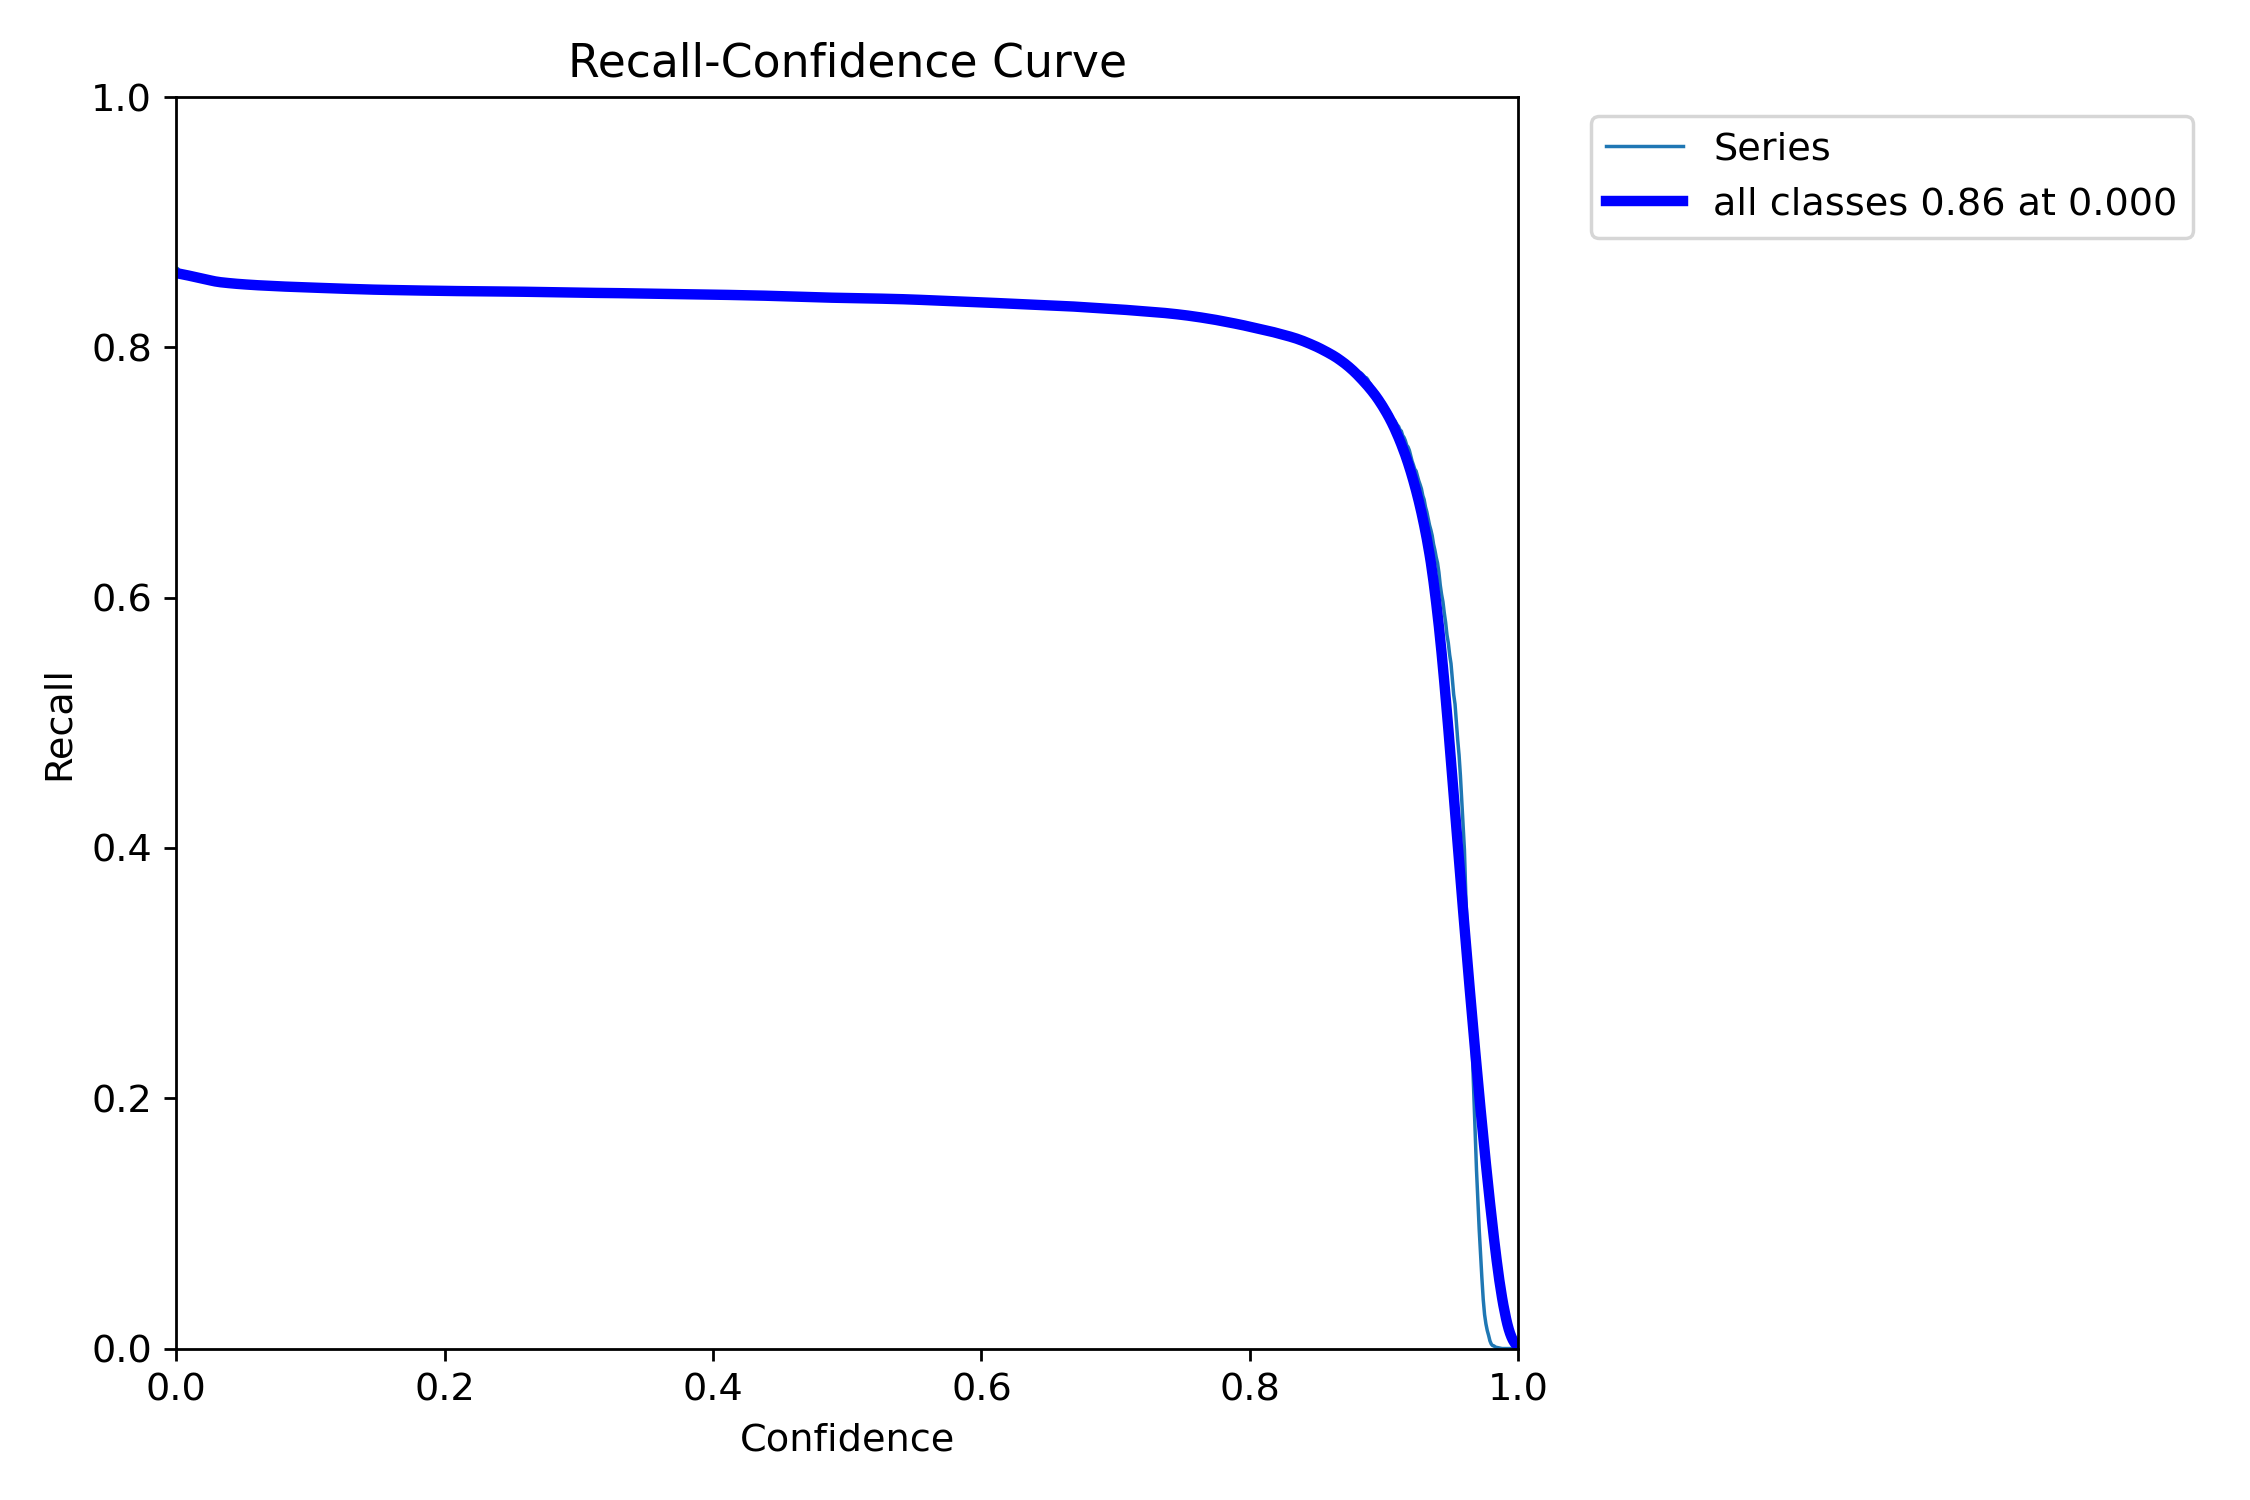 Recall-Confidence Curve
1.0
0.8
0.6
0.4
0.2
0.0
Recall
0.0 0.2 0.4 0.6 0.8 1.0
Confidence
Series
all classes 0.86 at 0.000